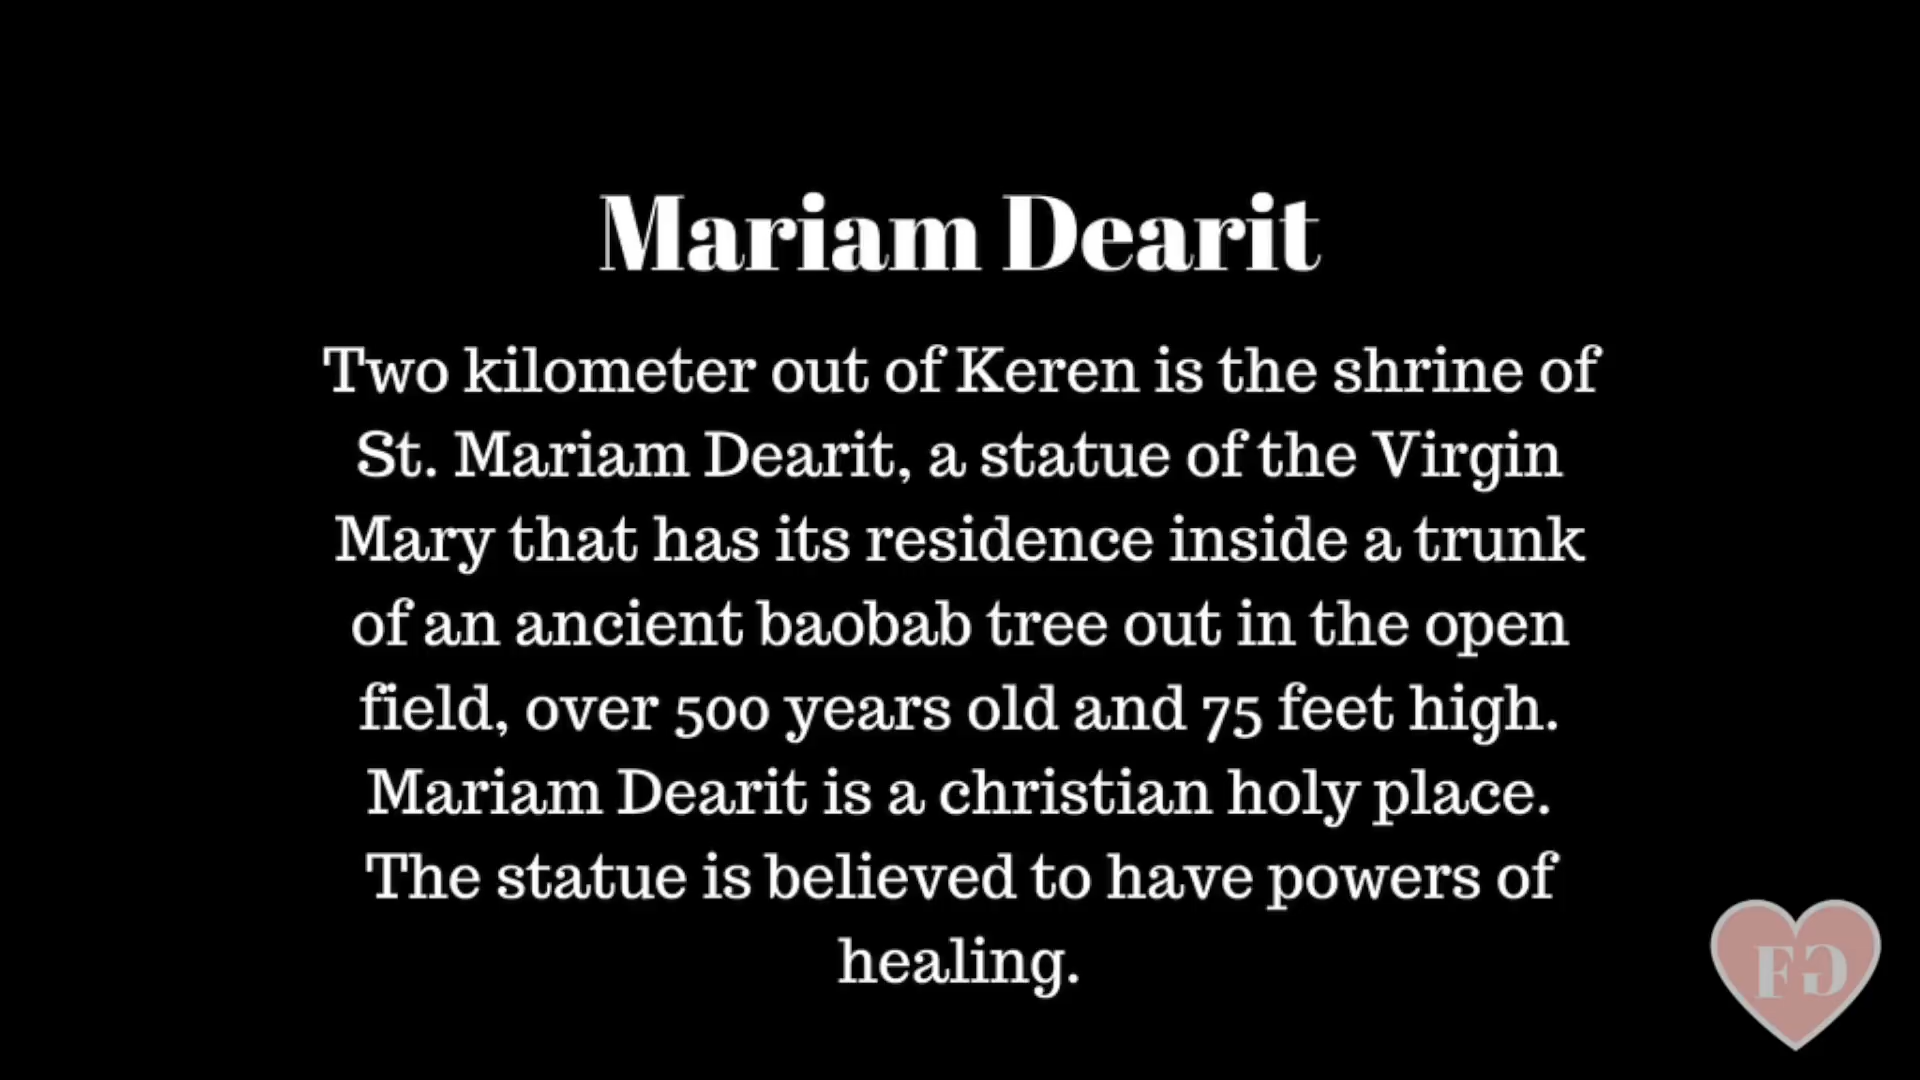 Mariam Dearit
Two kilometer out of Keren is the shrine of
St. Mariam Dearit, a statue of the Virgin
Mary that has its residence inside a trunk
of an ancient baobab tree out in the open
field, over 500 years old and 75 feet high.
Mariam Dearit is a christian holy place.
The statue is believed to have powers of
healing.
FG